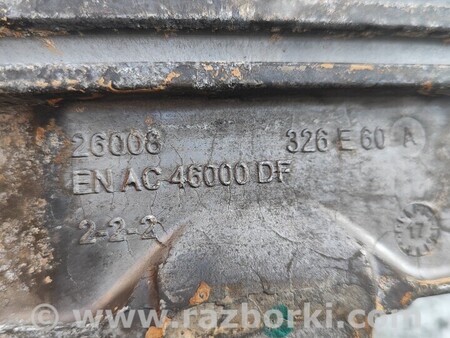 26008 326 E 60 A
EN AC-46000 DF
2-2-2 17
www.razborki.com